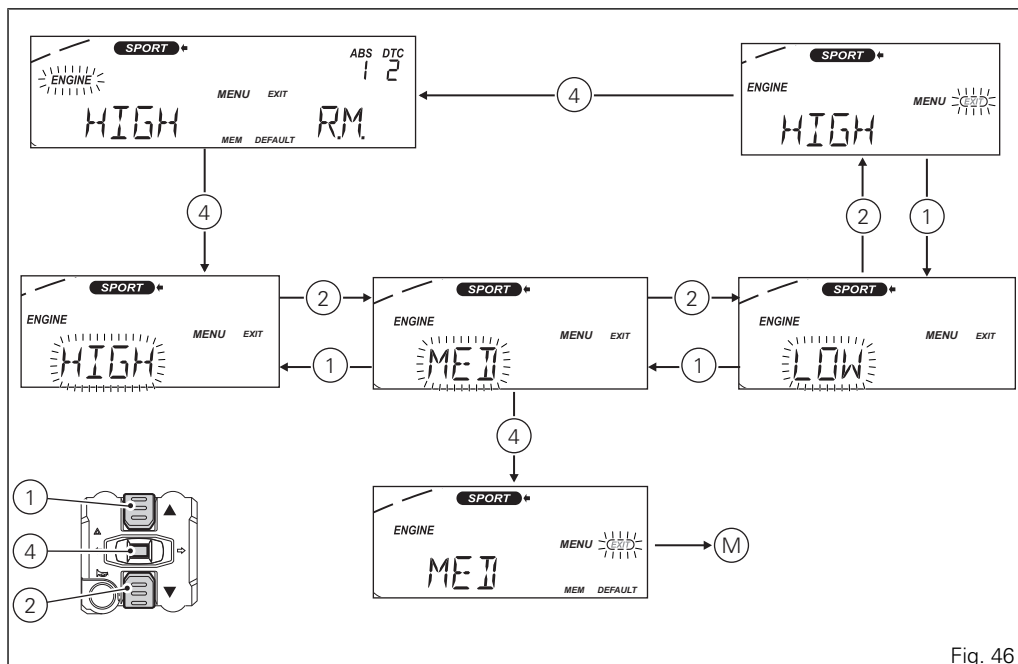 SPORT
ABS DTC
1 2
ENGINE
MENU EXIT
HIGH R.M.
MEM DEFAULT
4
SPORT
ENGINE
MENU EXIT
HIGH
4
2
1
SPORT
ENGINE
MENU EXIT
HIGH
2
1
SPORT
ENGINE
MENU EXIT
MED
2
1
SPORT
ENGINE
MENU EXIT
LOW
4
1
4
2
SPORT
ENGINE
MENU EXIT
M
MED
MEM DEFAULT
Fig. 46